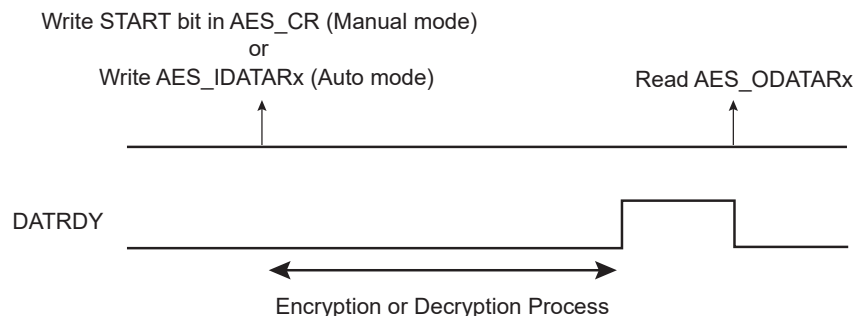 Write START bit in AES_CR (Manual mode)
or
Write AES_IDATARx (Auto mode)
Read AES_ODATARx
DATRDY
Encryption or Decryption Process